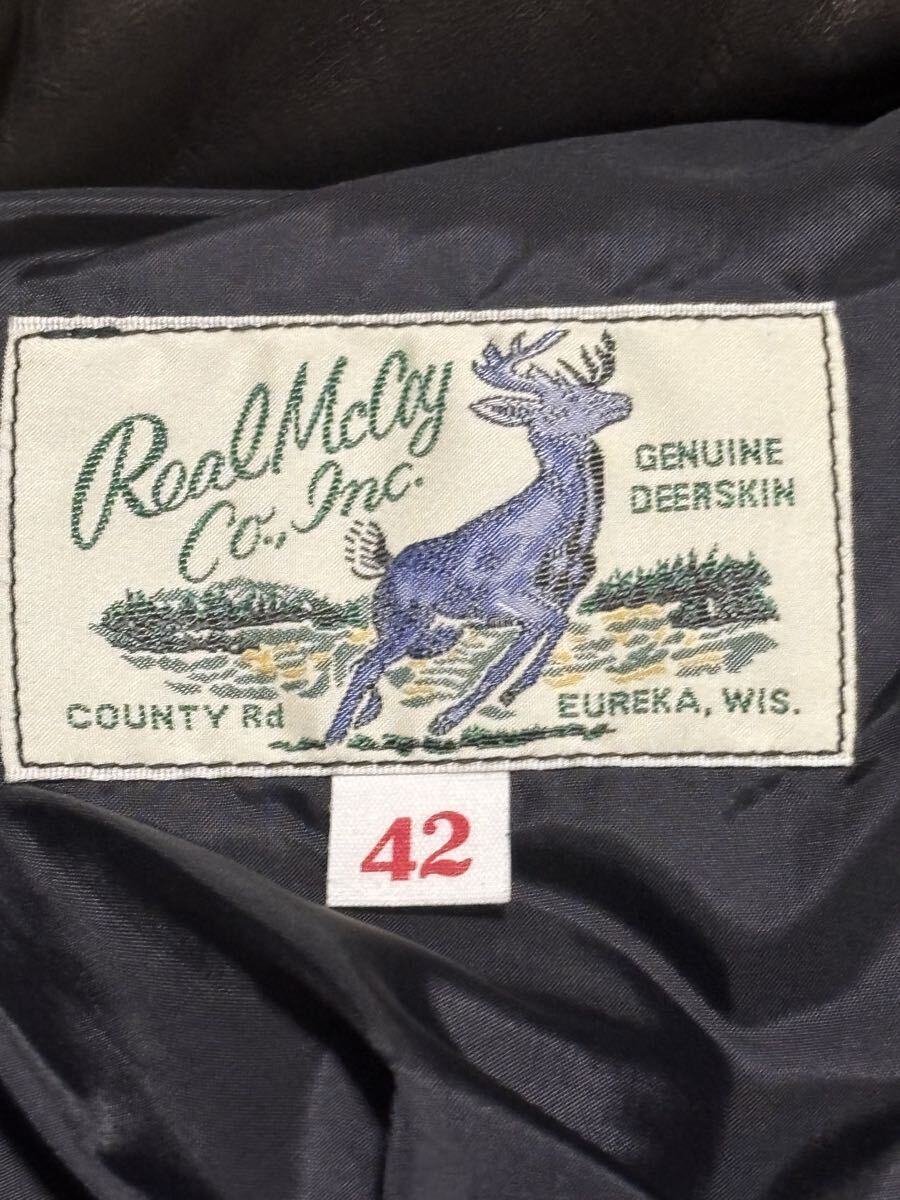 Real McCoy
Co., Inc.
GENUINE
DEERSKIN
COUNTY Rd
EUREKA, WIS.
42